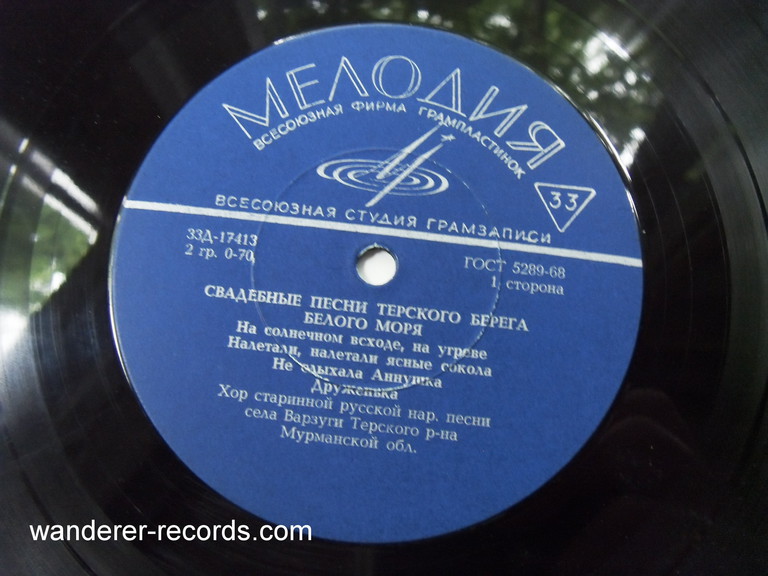 МЕЛОДИЯ
ВСЕСОЮЗНАЯ ФИРМА ГРАМПЛАСТИНОК
33
ВСЕСОЮЗНАЯ СТУДИЯ ГРАМЗАПИСИ
33Д-17413
2 гр. 0-70
ГОСТ 5289-68
1 сторона
СВАДЕБНЫЕ ПЕСНИ ТЕРСКОГО БЕРЕГА
БЕЛОГО МОРЯ
На солнечном всходе, на угреве
Налетали, налетали ясные сокола
Не слыхала Аннушка
Друженька
Хор старинной русской нар. песни
села Варзуги Терского р-на
Мурманской обл.
wanderer-records.com